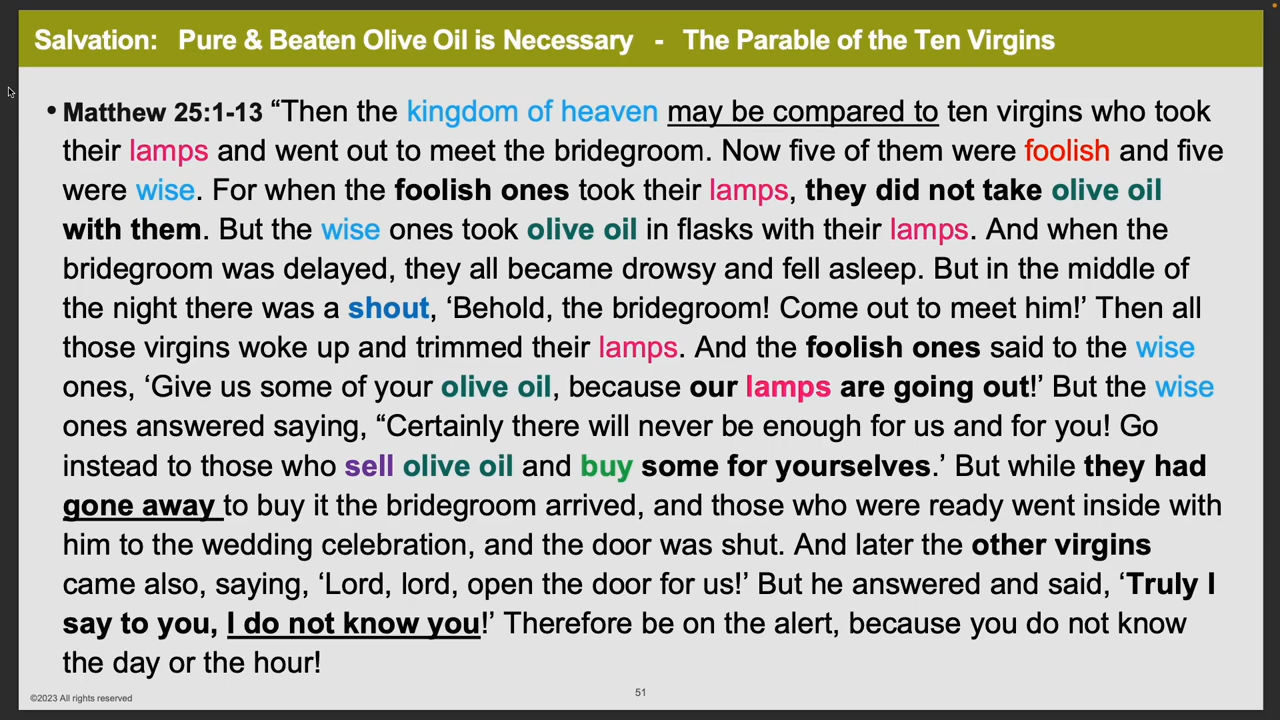 Salvation:   Pure & Beaten Olive Oil is Necessary   -   The Parable of the Ten Virgins
• Matthew 25:1-13 “Then the kingdom of heaven may be compared to ten virgins who took
their lamps and went out to meet the bridegroom. Now five of them were foolish and five
were wise. For when the foolish ones took their lamps, they did not take olive oil
with them. But the wise ones took olive oil in flasks with their lamps. And when the
bridegroom was delayed, they all became drowsy and fell asleep. But in the middle of
the night there was a shout, ‘Behold, the bridegroom! Come out to meet him!’ Then all
those virgins woke up and trimmed their lamps. And the foolish ones said to the wise
ones, ‘Give us some of your olive oil, because our lamps are going out!’ But the wise
ones answered saying, “Certainly there will never be enough for us and for you! Go
instead to those who sell olive oil and buy some for yourselves.’ But while they had
gone away to buy it the bridegroom arrived, and those who were ready went inside with
him to the wedding celebration, and the door was shut. And later the other virgins
came also, saying, ‘Lord, lord, open the door for us!’ But he answered and said, ‘Truly I
say to you, I do not know you!’ Therefore be on the alert, because you do not know
the day or the hour!
©2023 All rights reserved
51